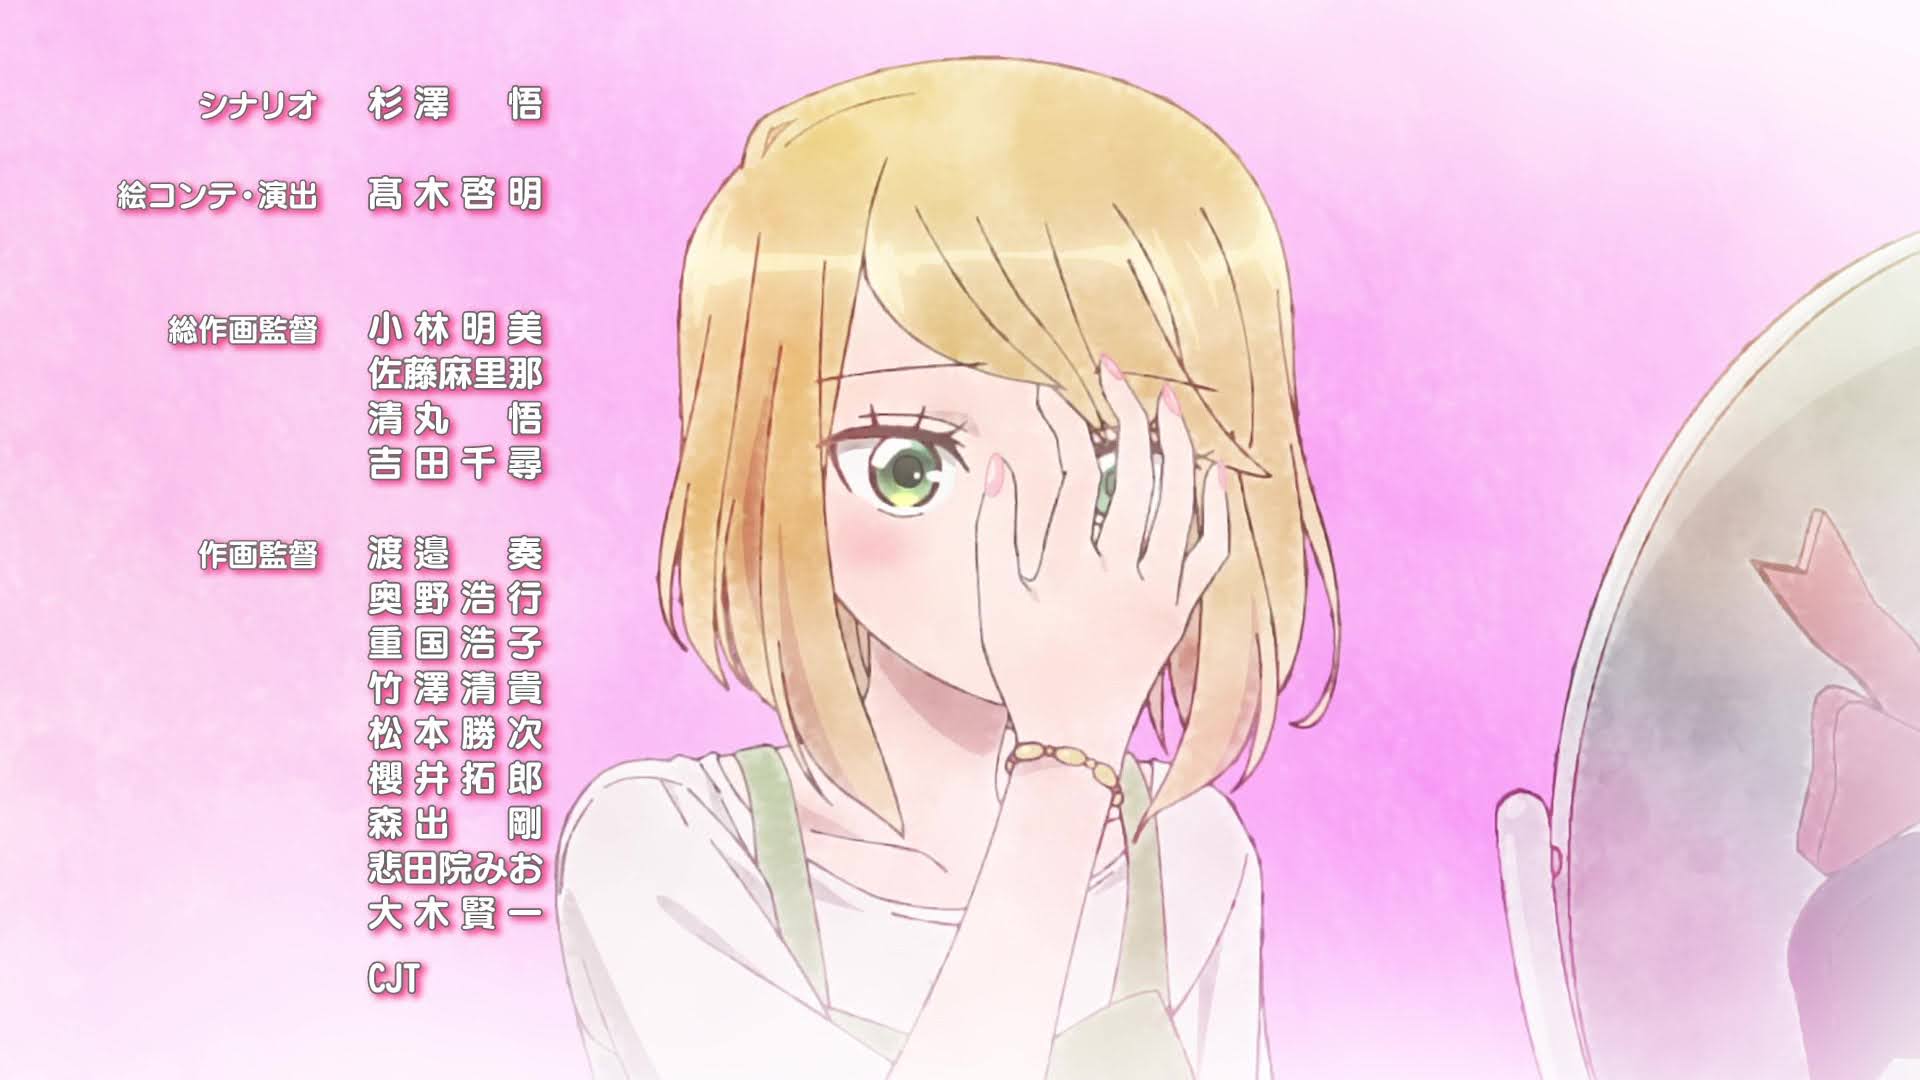 シナリオ 杉澤 悟
絵コンテ・演出 髙木啓明
総作画監督 小林明美
佐藤麻里那
清丸 悟
吉田千尋
作画監督 渡邉 奏
奥野浩行
重国浩子
竹澤清貴
松本勝次
櫻井拓郎
森出 剛
悲田院みお
大木賢一
CJT